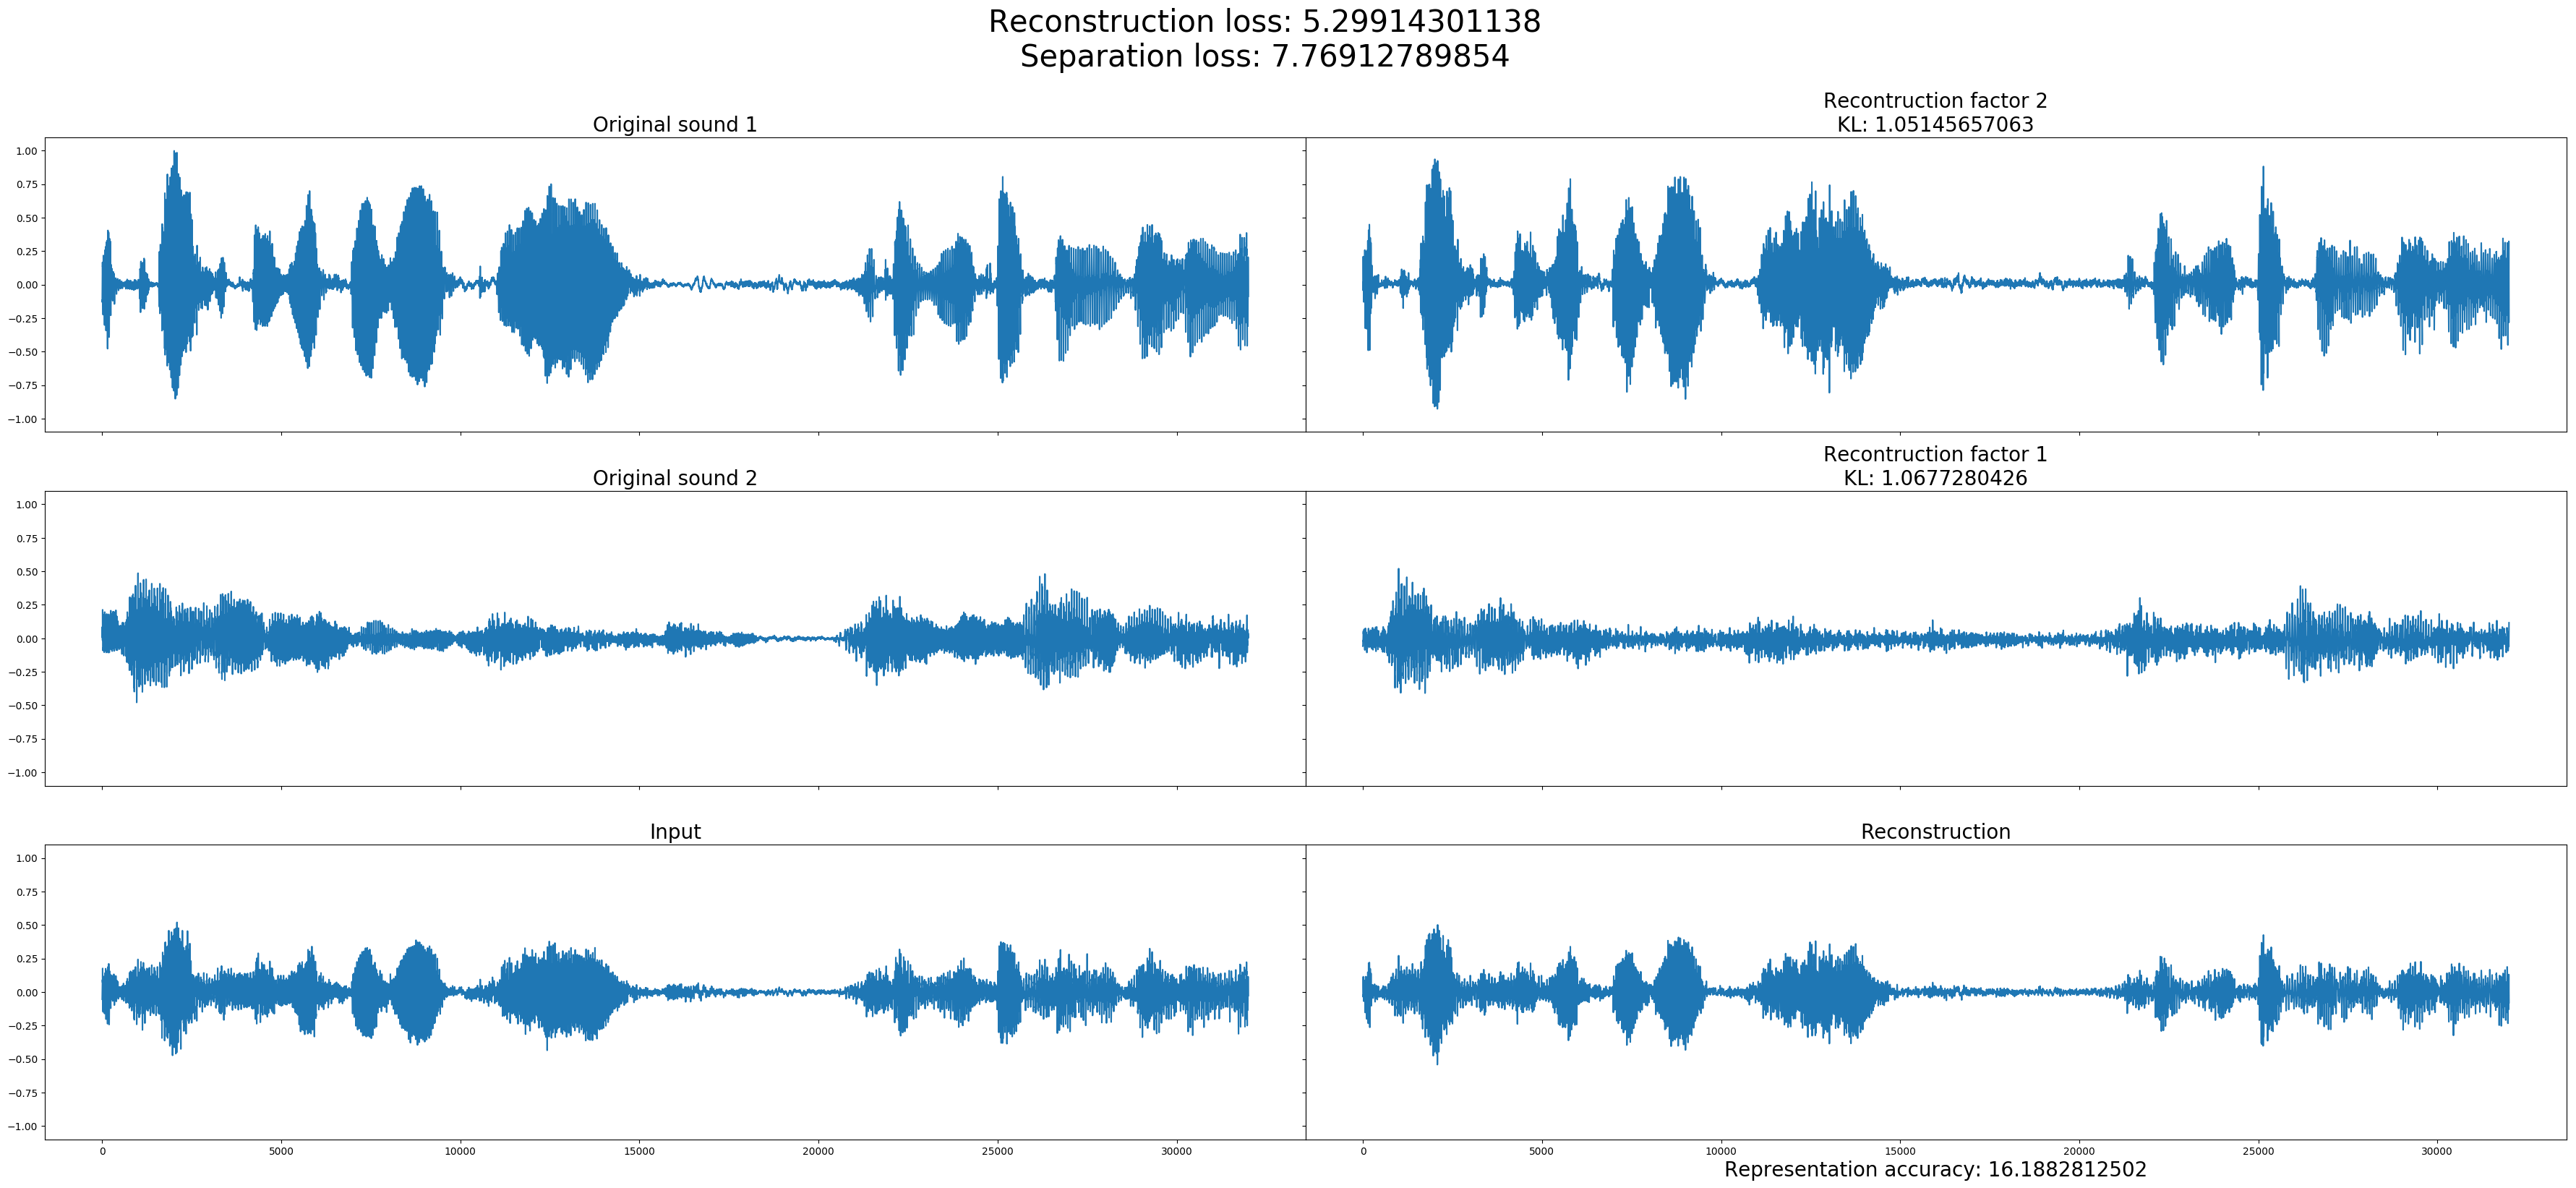 Reconstruction loss: 5.29914301138
Separation loss: 7.76912789854
Original sound 1
Recontruction factor 2
KL: 1.05145657063
1.00
0.75
0.50
0.25
0.00
−0.25
−0.50
−0.75
−1.00
Original sound 2
Recontruction factor 1
KL: 1.0677280426
1.00
0.75
0.50
0.25
0.00
−0.25
−0.50
−0.75
−1.00
Input
Reconstruction
1.00
0.75
0.50
0.25
0.00
−0.25
−0.50
−0.75
−1.00
0 5000 10000 15000 20000 25000 30000
0 5000 10000 15000 20000 25000 30000
Representation accuracy: 16.1882812502